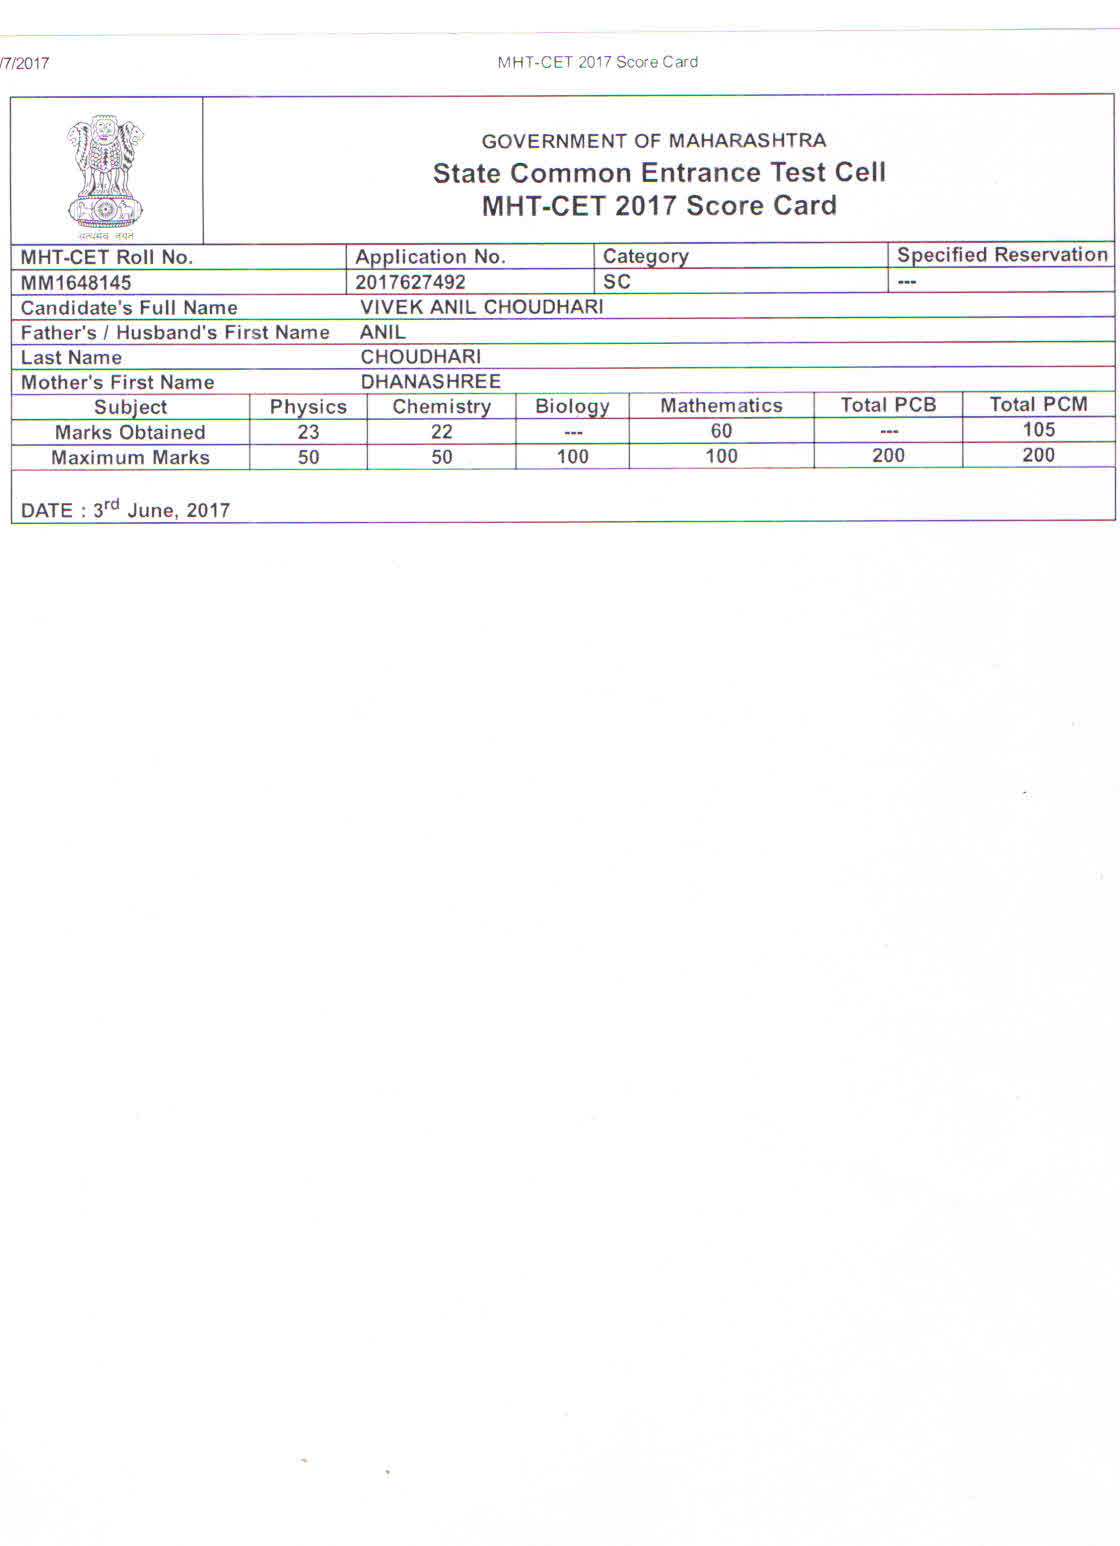 /7/2017 MHT-CET 2017 Score Card
GOVERNMENT OF MAHARASHTRA
State Common Entrance Test Cell
MHT-CET 2017 Score Card
सत्यमेव जयते
MHT-CET Roll No. Application No. Category Specified Reservation
MM1648145 2017627492 SC ---
Candidate's Full Name VIVEK ANIL CHOUDHARI
Father's / Husband's First Name ANIL
Last Name CHOUDHARI
Mother's First Name DHANASHREE
Subject Physics Chemistry Biology Mathematics Total PCB Total PCM
Marks Obtained 23 22 --- 60 --- 105
Maximum Marks 50 50 100 100 200 200
DATE : 3rd June, 2017